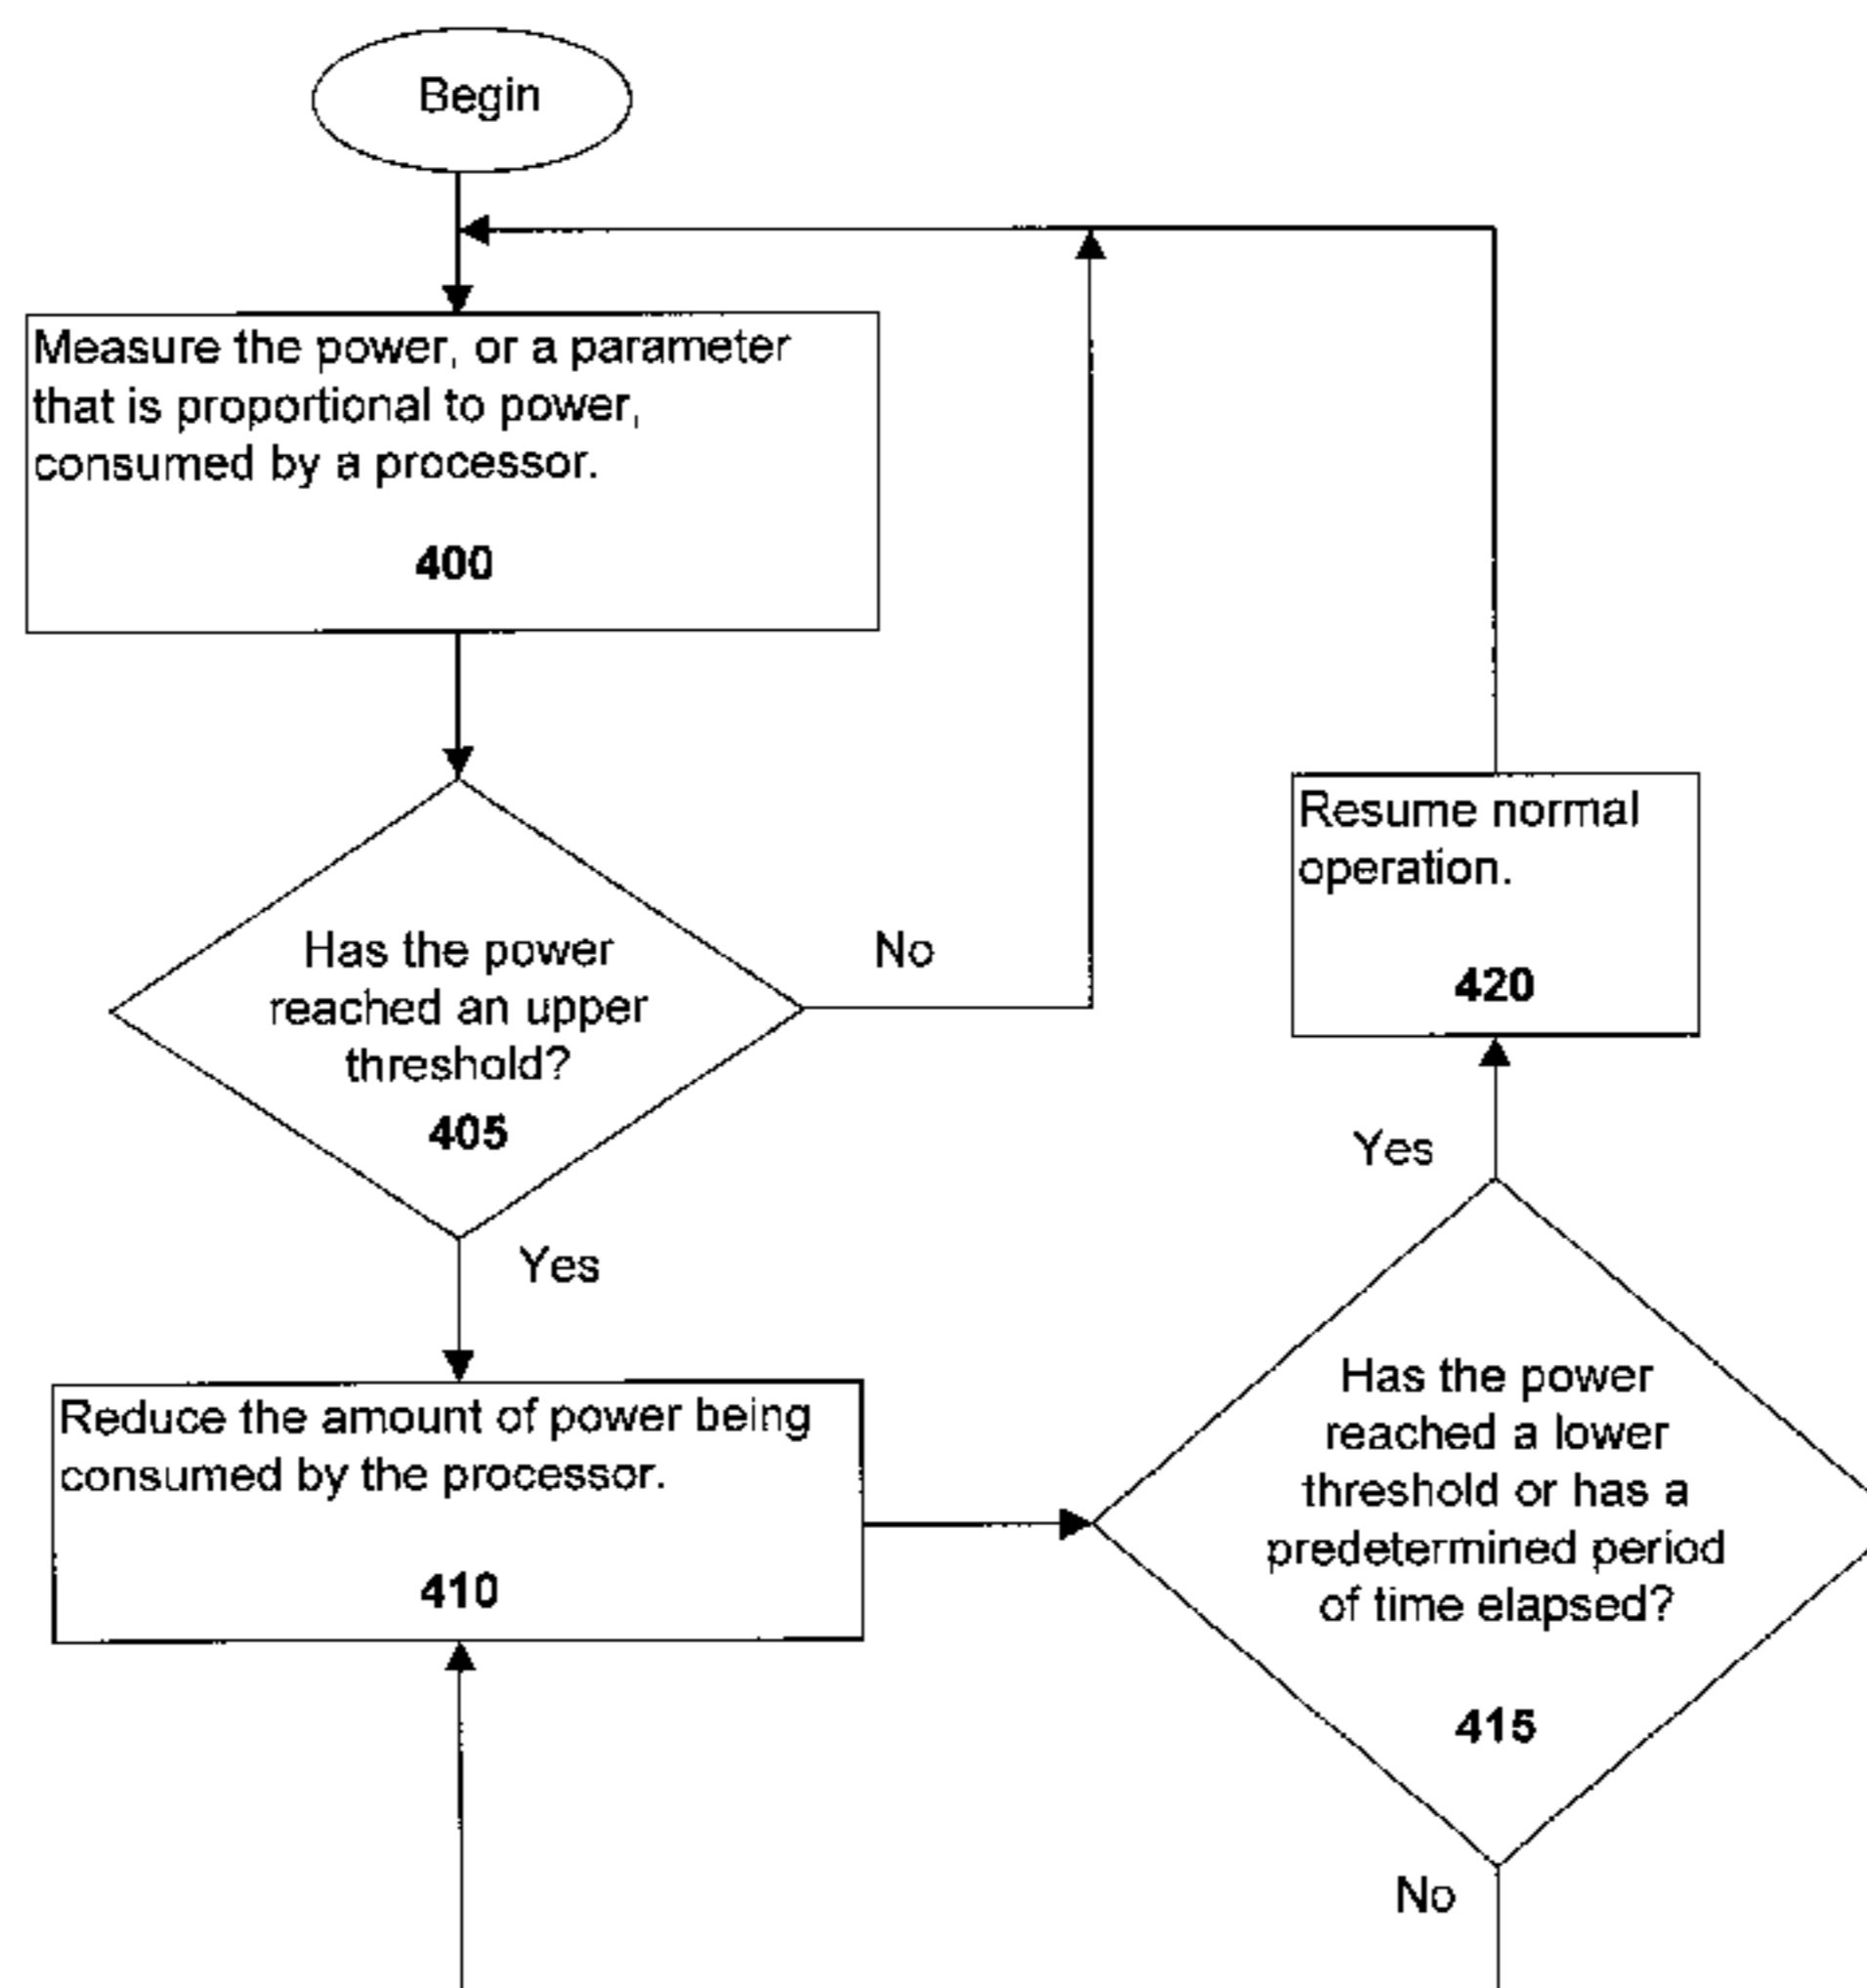 Begin
Measure the power, or a parameter
that is proportional to power,
consumed by a processor.
400
Has the power
reached an upper
threshold?
405
No
Yes
Reduce the amount of power being
consumed by the processor.
410
Resume normal
operation.
420
Yes
Has the power
reached a lower
threshold or has a
predetermined period
of time elapsed?
415
No